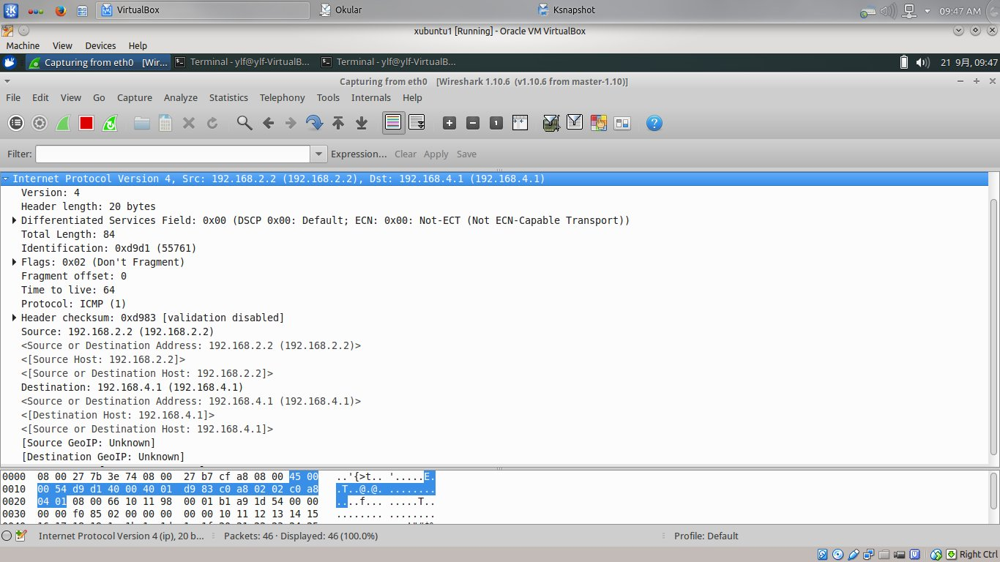 VirtualBox
Okular
Ksnapshot
09:47 AM
xubuntu1 [Running] - Oracle VM VirtualBox
Machine View Devices Help
Capturing from eth0 [Wir...
Terminal - ylf@ylf-VirtualB...
Terminal - ylf@ylf-VirtualB...
21 9月, 09:47
Capturing from eth0 [Wireshark 1.10.6 (v1.10.6 from master-1.10)]
File Edit View Go Capture Analyze Statistics Telephony Tools Internals Help
Filter: Expression... Clear Apply Save
Internet Protocol Version 4, Src: 192.168.2.2 (192.168.2.2), Dst: 192.168.4.1 (192.168.4.1)
Version: 4
Header length: 20 bytes
Differentiated Services Field: 0x00 (DSCP 0x00: Default; ECN: 0x00: Not-ECT (Not ECN-Capable Transport))
Total Length: 84
Identification: 0xd9d1 (55761)
Flags: 0x02 (Don't Fragment)
Fragment offset: 0
Time to live: 64
Protocol: ICMP (1)
Header checksum: 0xd983 [validation disabled]
Source: 192.168.2.2 (192.168.2.2)
<Source or Destination Address: 192.168.2.2 (192.168.2.2)>
<[Source Host: 192.168.2.2]>
<[Source or Destination Host: 192.168.2.2]>
Destination: 192.168.4.1 (192.168.4.1)
<Source or Destination Address: 192.168.4.1 (192.168.4.1)>
<[Destination Host: 192.168.4.1]>
<[Source or Destination Host: 192.168.4.1]>
[Source GeoIP: Unknown]
[Destination GeoIP: Unknown]
0000 08 00 27 7b 3e 74 08 00 27 b7 cf a8 08 00 45 00 ..'{>t.. '.....E.
0010 00 54 d9 d1 40 00 40 01 d9 83 c0 a8 02 02 c0 a8 .T..@.@. ........
0020 04 01 08 00 66 10 11 98 00 01 b1 a9 1d 54 00 00 ....f... .....T..
0030 00 00 f0 85 02 00 00 00 00 00 10 11 12 13 14 15 ........ ........
Internet Protocol Version 4 (ip), 20 b... Packets: 46 · Displayed: 46 (100.0%) Profile: Default
Right Ctrl